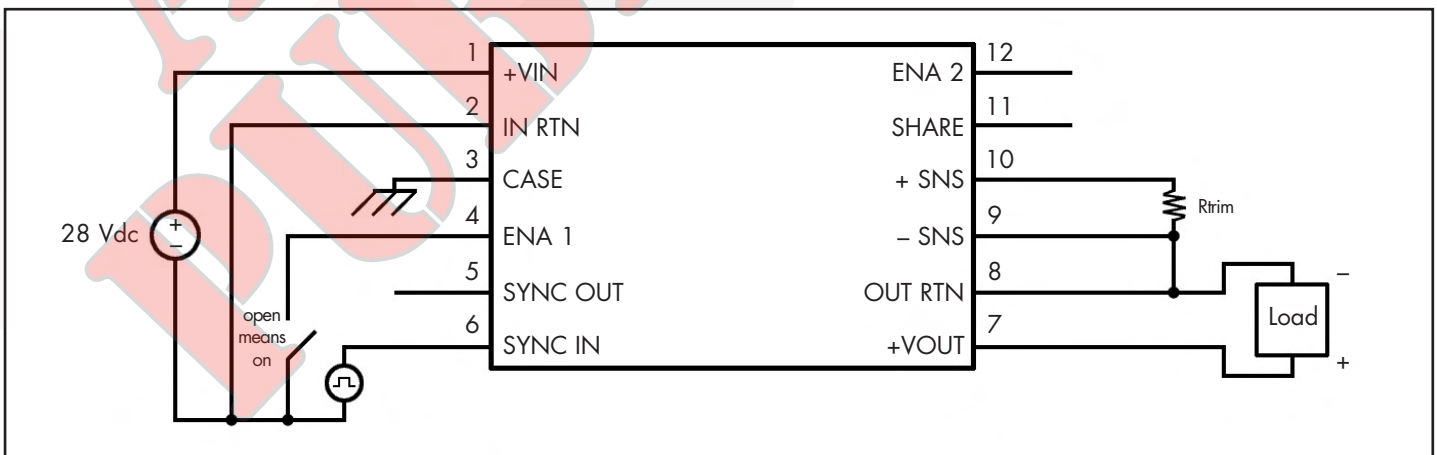 1 +VIN
2 IN RTN
3 CASE
4 ENA 1
5 SYNC OUT
6 SYNC IN
28 Vdc
+
–
open
means
on
ENA 2 12
SHARE 11
+ SNS 10
– SNS 9
OUT RTN 8
+VOUT 7
Rtrim
–
Load
+